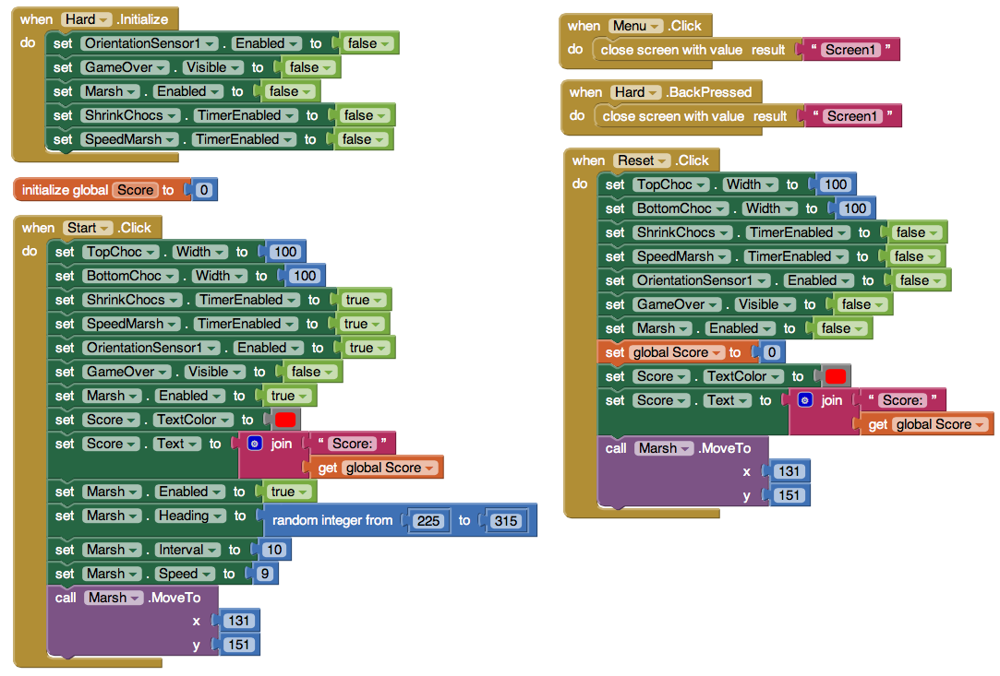 when Hard .Initialize
do set OrientationSensor1 . Enabled to false
set GameOver . Visible to false
set Marsh . Enabled to false
set ShrinkChocs . TimerEnabled to false
set SpeedMarsh . TimerEnabled to false
initialize global Score to 0
when Start .Click
do set TopChoc . Width to 100
set BottomChoc . Width to 100
set ShrinkChocs . TimerEnabled to true
set SpeedMarsh . TimerEnabled to true
set OrientationSensor1 . Enabled to true
set GameOver . Visible to false
set Marsh . Enabled to true
set Score . TextColor to
set Score . Text to join " Score: "
get global Score
set Marsh . Enabled to true
set Marsh . Heading to random integer from 225 to 315
set Marsh . Interval to 10
set Marsh . Speed to 9
call Marsh .MoveTo
x 131
y 151
when Menu .Click
do close screen with value result " Screen1 "
when Hard .BackPressed
do close screen with value result " Screen1 "
when Reset .Click
do set TopChoc . Width to 100
set BottomChoc . Width to 100
set ShrinkChocs . TimerEnabled to false
set SpeedMarsh . TimerEnabled to false
set OrientationSensor1 . Enabled to false
set GameOver . Visible to false
set Marsh . Enabled to false
set global Score to 0
set Score . TextColor to
set Score . Text to join " Score: "
get global Score
call Marsh .MoveTo
x 131
y 151